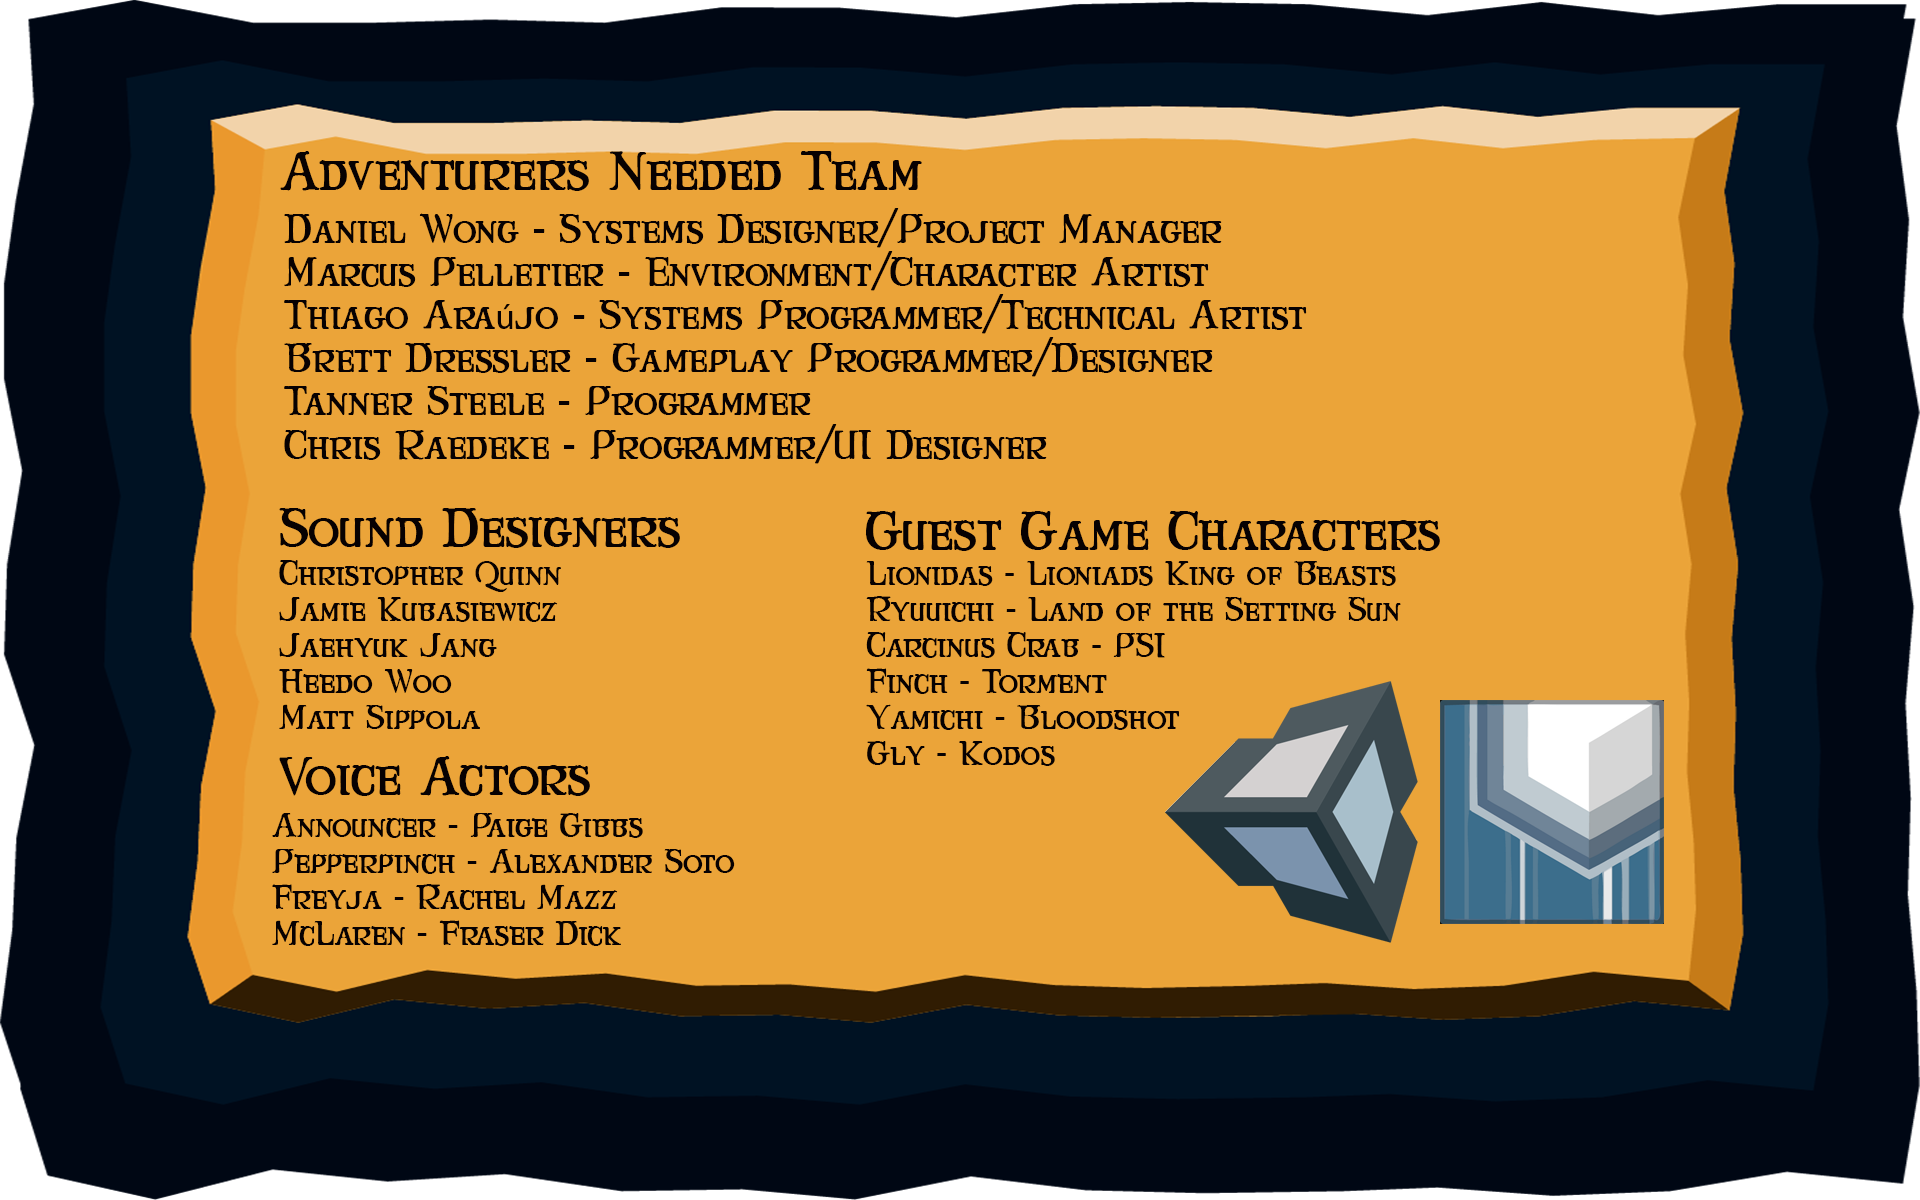 Adventurers Needed Team
Daniel Wong - Systems Designer/Project Manager
Marcus Pelletier - Environment/Character Artist
Thiago Araújo - Systems Programmer/Technical Artist
Brett Dressler - Gameplay Programmer/Designer
Tanner Steele - Programmer
Chris Raedeke - Programmer/UI Designer
Sound Designers
Christopher Quinn
Jamie Kubasiewicz
Jaehyuk Jang
Heedo Woo
Matt Sippola
Voice Actors
Announcer - Paige Gibbs
Pepperpinch - Alexander Soto
Freyja - Rachel Mazz
McLaren - Fraser Dick
Guest Game Characters
Lionidas - Lioniads King of Beasts
Ryuuichi - Land of the Setting Sun
Carcinus Crab - PSI
Finch - Torment
Yamichi - Bloodshot
Gly - Kodos